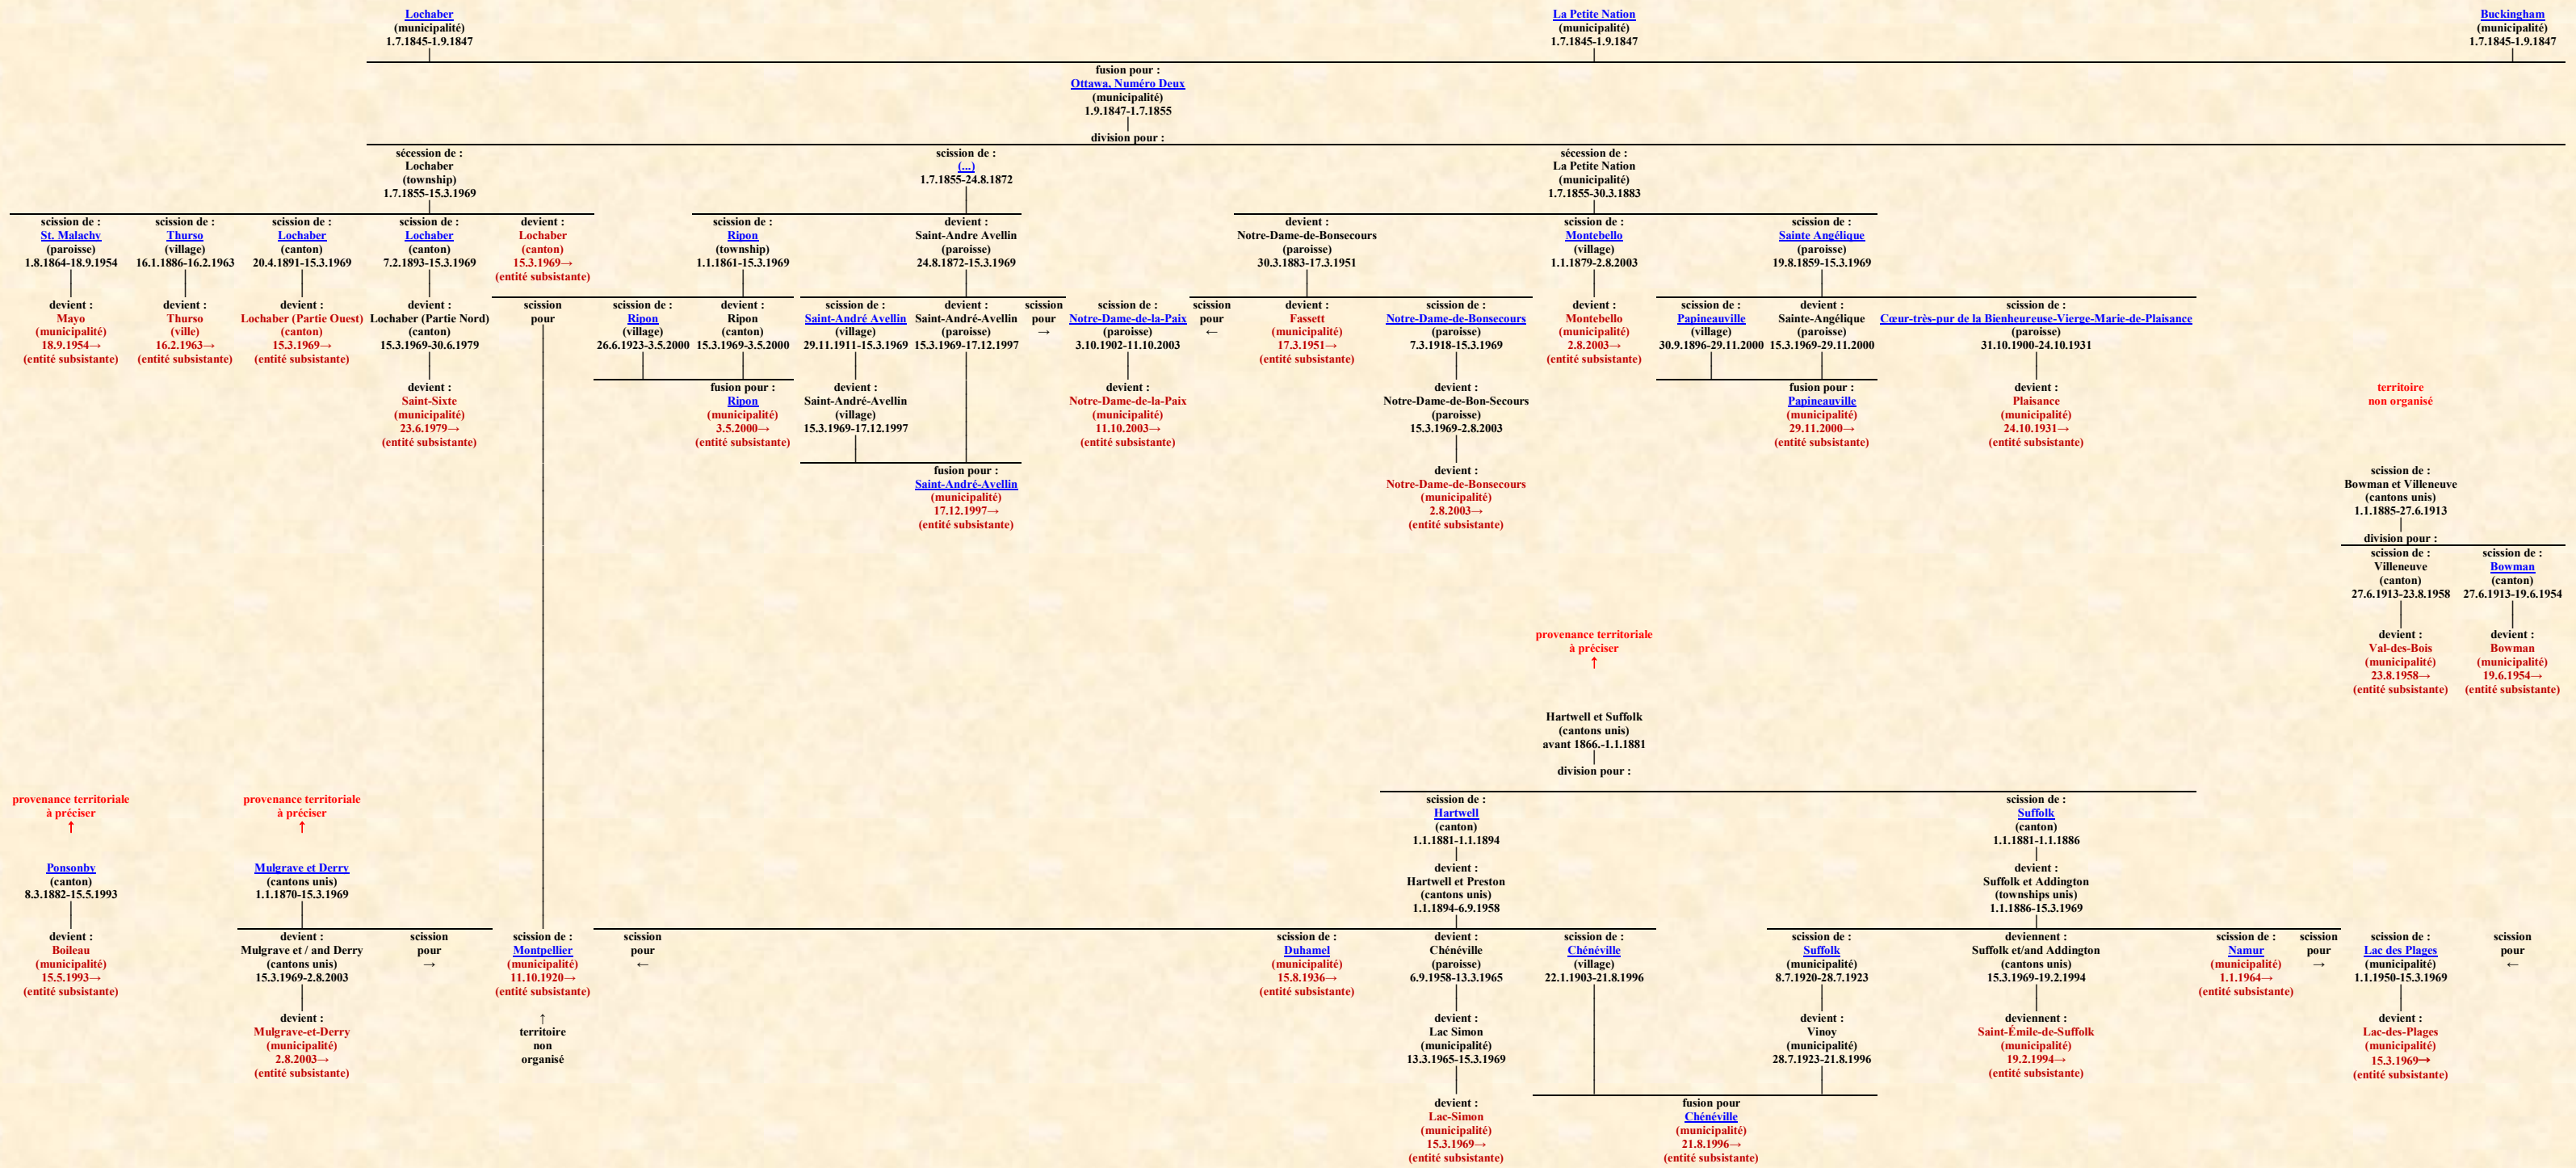 Lochaber
(municipalité)
1.7.1845-1.9.1847
La Petite Nation
(municipalité)
1.7.1845-1.9.1847
Buckingham
(municipalité)
1.7.1845-1.9.1847
fusion pour :
Ottawa, Numéro Deux
(municipalité)
1.9.1847-1.7.1855
division pour :
sécession de :
Lochaber
(township)
1.7.1855-15.3.1969
scission de :
(...)
1.7.1855-24.8.1872
sécession de :
La Petite Nation
(municipalité)
1.7.1855-30.3.1883
scission de :
St. Malachy
(paroisse)
1.8.1864-18.9.1954
scission de :
Thurso
(village)
16.1.1886-16.2.1963
scission de :
Lochaber
(canton)
20.4.1891-15.3.1969
scission de :
Lochaber
(canton)
7.2.1893-15.3.1969
devient :
Lochaber
(canton)
15.3.1969→
(entité subsistante)
scission de :
Ripon
(township)
1.1.1861-15.3.1969
devient :
Saint-Andre Avellin
(paroisse)
24.8.1872-15.3.1969
devient :
Notre-Dame-de-Bonsecours
(paroisse)
30.3.1883-17.3.1951
scission de :
Montebello
(village)
1.1.1879-2.8.2003
scission de :
Sainte Angélique
(paroisse)
19.8.1859-15.3.1969
devient :
Mayo
(municipalité)
18.9.1954→
(entité subsistante)
devient :
Thurso
(ville)
16.2.1963→
(entité subsistante)
devient :
Lochaber (Partie Ouest)
(canton)
15.3.1969→
(entité subsistante)
devient :
Lochaber (Partie Nord)
(canton)
15.3.1969-30.6.1979
scission
pour
scission de :
Ripon
(village)
26.6.1923-3.5.2000
devient :
Ripon
(canton)
15.3.1969-3.5.2000
scission de :
Saint-André Avellin
(village)
29.11.1911-15.3.1969
devient :
Saint-André-Avellin
(paroisse)
15.3.1969-17.12.1997
scission
pour
→
scission de :
Notre-Dame-de-la-Paix
(paroisse)
3.10.1902-11.10.2003
scission
pour
←
devient :
Fassett
(municipalité)
17.3.1951→
(entité subsistante)
scission de :
Notre-Dame-de-Bonsecours
(paroisse)
7.3.1918-15.3.1969
devient :
Montebello
(municipalité)
2.8.2003→
(entité subsistante)
scission de :
Papineauville
(village)
30.9.1896-29.11.2000
devient :
Sainte-Angélique
(paroisse)
15.3.1969-29.11.2000
scission de :
Cœur-très-pur de la Bienheureuse-Vierge-Marie-de-Plaisance
(paroisse)
31.10.1900-24.10.1931
devient :
Saint-Sixte
(municipalité)
23.6.1979→
(entité subsistante)
fusion pour :
Ripon
(municipalité)
3.5.2000→
(entité subsistante)
devient :
Saint-André-Avellin
(village)
15.3.1969-17.12.1997
devient :
Notre-Dame-de-la-Paix
(municipalité)
11.10.2003→
(entité subsistante)
devient :
Notre-Dame-de-Bon-Secours
(paroisse)
15.3.1969-2.8.2003
fusion pour :
Papineauville
(municipalité)
29.11.2000→
(entité subsistante)
devient :
Plaisance
(municipalité)
24.10.1931→
(entité subsistante)
territoire
non organisé
fusion pour :
Saint-André-Avellin
(municipalité)
17.12.1997→
(entité subsistante)
devient :
Notre-Dame-de-Bonsecours
(municipalité)
2.8.2003→
(entité subsistante)
scission de :
Bowman et Villeneuve
(cantons unis)
1.1.1885-27.6.1913
division pour :
scission de :
Villeneuve
(canton)
27.6.1913-23.8.1958
scission de :
Bowman
(canton)
27.6.1913-19.6.1954
provenance territoriale
à préciser
↑
devient :
Val-des-Bois
(municipalité)
23.8.1958→
(entité subsistante)
devient :
Bowman
(municipalité)
19.6.1954→
(entité subsistante)
Hartwell et Suffolk
(cantons unis)
avant 1866.-1.1.1881
division pour :
provenance territoriale
à préciser
↑
provenance territoriale
à préciser
↑
scission de :
Hartwell
(canton)
1.1.1881-1.1.1894
scission de :
Suffolk
(canton)
1.1.1881-1.1.1886
Ponsonby
(canton)
8.3.1882-15.5.1993
Mulgrave et Derry
(cantons unis)
1.1.1870-15.3.1969
devient :
Hartwell et Preston
(cantons unis)
1.1.1894-6.9.1958
devient :
Suffolk et Addington
(townships unis)
1.1.1886-15.3.1969
devient :
Boileau
(municipalité)
15.5.1993→
(entité subsistante)
devient :
Mulgrave et / and Derry
(cantons unis)
15.3.1969-2.8.2003
scission
pour
→
scission de :
Montpellier
(municipalité)
11.10.1920→
(entité subsistante)
scission
pour
←
scission de :
Duhamel
(municipalité)
15.8.1936→
(entité subsistante)
devient :
Chénéville
(paroisse)
6.9.1958-13.3.1965
scission de :
Chénéville
(village)
22.1.1903-21.8.1996
scission de :
Suffolk
(municipalité)
8.7.1920-28.7.1923
deviennent :
Suffolk et/and Addington
(cantons unis)
15.3.1969-19.2.1994
scission de :
Namur
(municipalité)
1.1.1964→
(entité subsistante)
scission
pour
→
scission de :
Lac des Plages
(municipalité)
1.1.1950-15.3.1969
scission
pour
←
devient :
Mulgrave-et-Derry
(municipalité)
2.8.2003→
(entité subsistante)
↑
territoire
non
organisé
devient :
Lac Simon
(municipalité)
13.3.1965-15.3.1969
devient :
Vinoy
(municipalité)
28.7.1923-21.8.1996
deviennent :
Saint-Émile-de-Suffolk
(municipalité)
19.2.1994→
(entité subsistante)
devient :
Lac-des-Plages
(municipalité)
15.3.1969→
(entité subsistante)
devient :
Lac-Simon
(municipalité)
15.3.1969→
(entité subsistante)
fusion pour
Chénéville
(municipalité)
21.8.1996→
(entité subsistante)